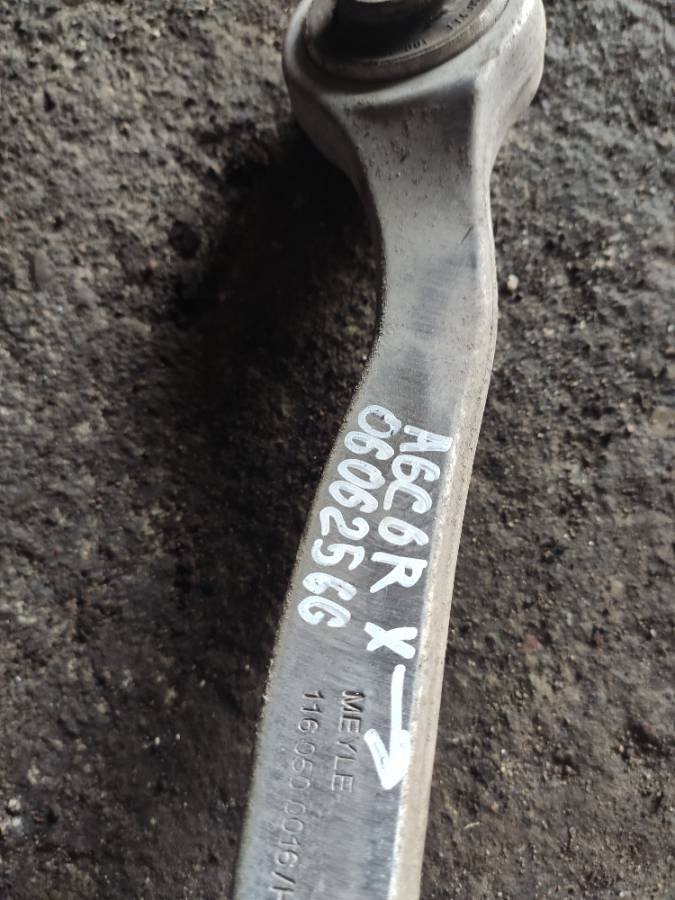 A6C6R X →
0606256G
MEYLE
116 050 0016/H